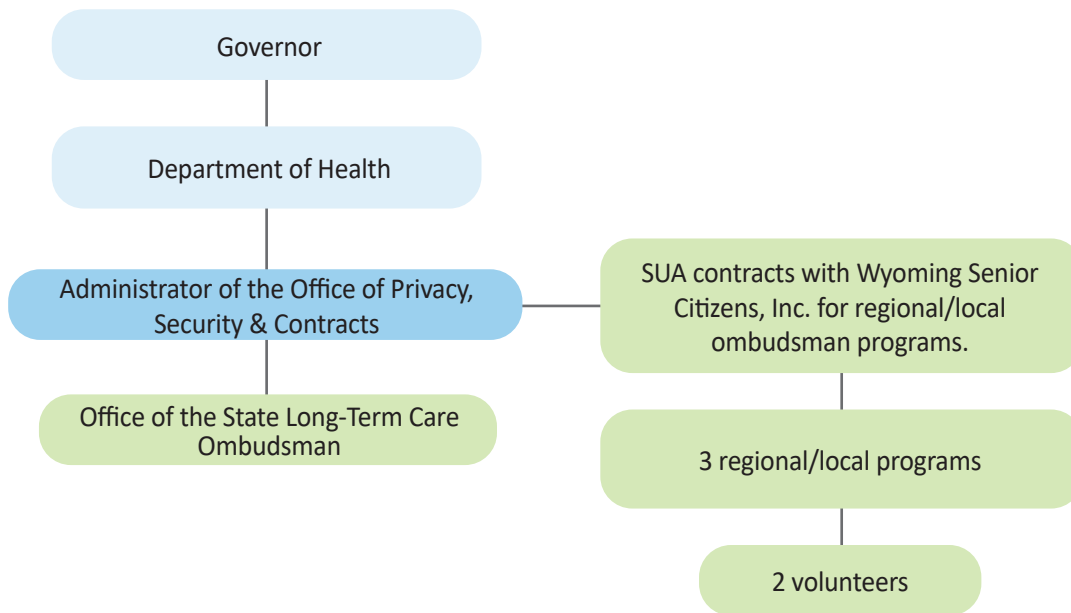 Governor
Department of Health
Administrator of the Office of Privacy,
Security & Contracts
SUA contracts with Wyoming Senior
Citizens, Inc. for regional/local
ombudsman programs.
Office of the State Long-Term Care
Ombudsman
3 regional/local programs
2 volunteers